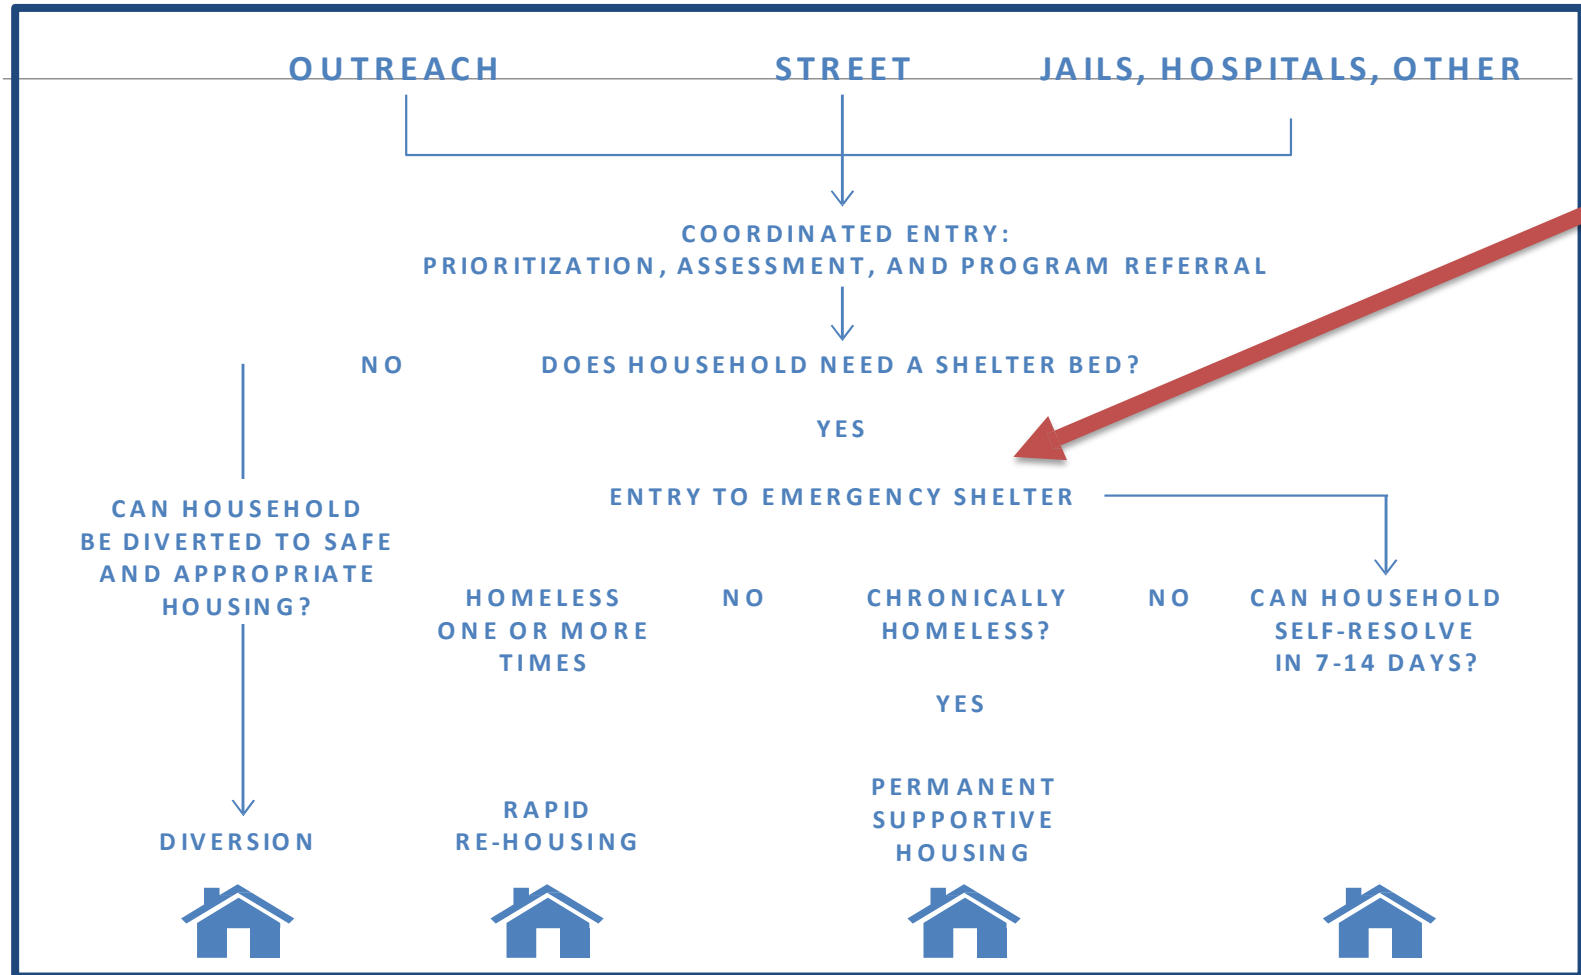 OUTREACH
STREET
JAILS, HOSPITALS, OTHER
COORDINATED ENTRY:
PRIORITIZATION, ASSESSMENT, AND PROGRAM REFERRAL
NO
DOES HOUSEHOLD NEED A SHELTER BED?
YES
ENTRY TO EMERGENCY SHELTER
CAN HOUSEHOLD
BE DIVERTED TO SAFE
AND APPROPRIATE
HOUSING?
HOMELESS
ONE OR MORE
TIMES
NO
CHRONICALLY
HOMELESS?
NO
CAN HOUSEHOLD
SELF-RESOLVE
IN 7-14 DAYS?
YES
DIVERSION
RAPID
RE-HOUSING
PERMANENT
SUPPORTIVE
HOUSING